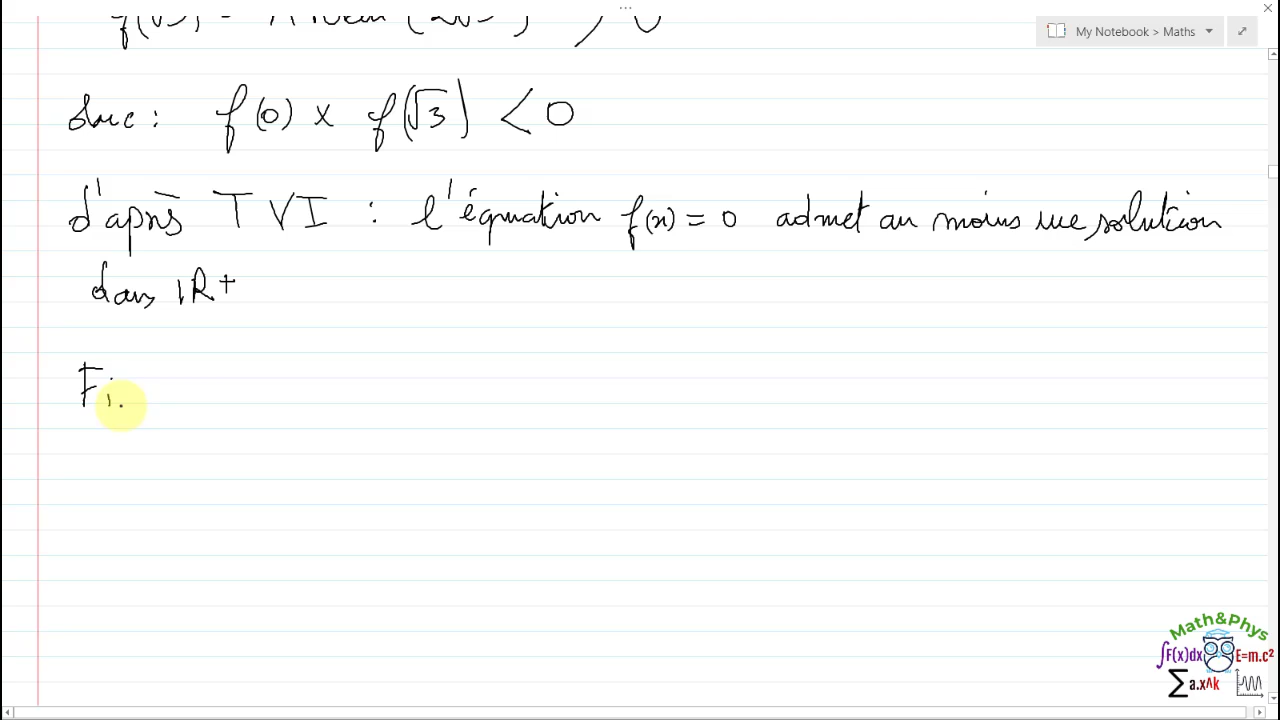 My Notebook > Maths
donc : f(0) x f(√3) < 0
d'après TVI : l'équation f(x) = 0 admet au moins une solution
dans IR+
Fi
Math&Phys
∫F(x)dx E=m.c²
∑ a.x^k